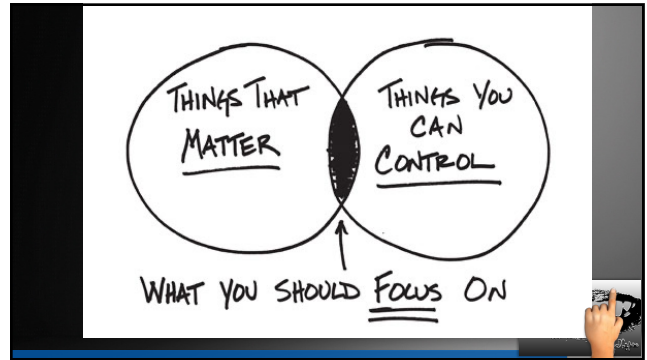 THINGS THAT
MATTER
THINGS YOU
CAN
CONTROL
WHAT YOU SHOULD FOCUS ON